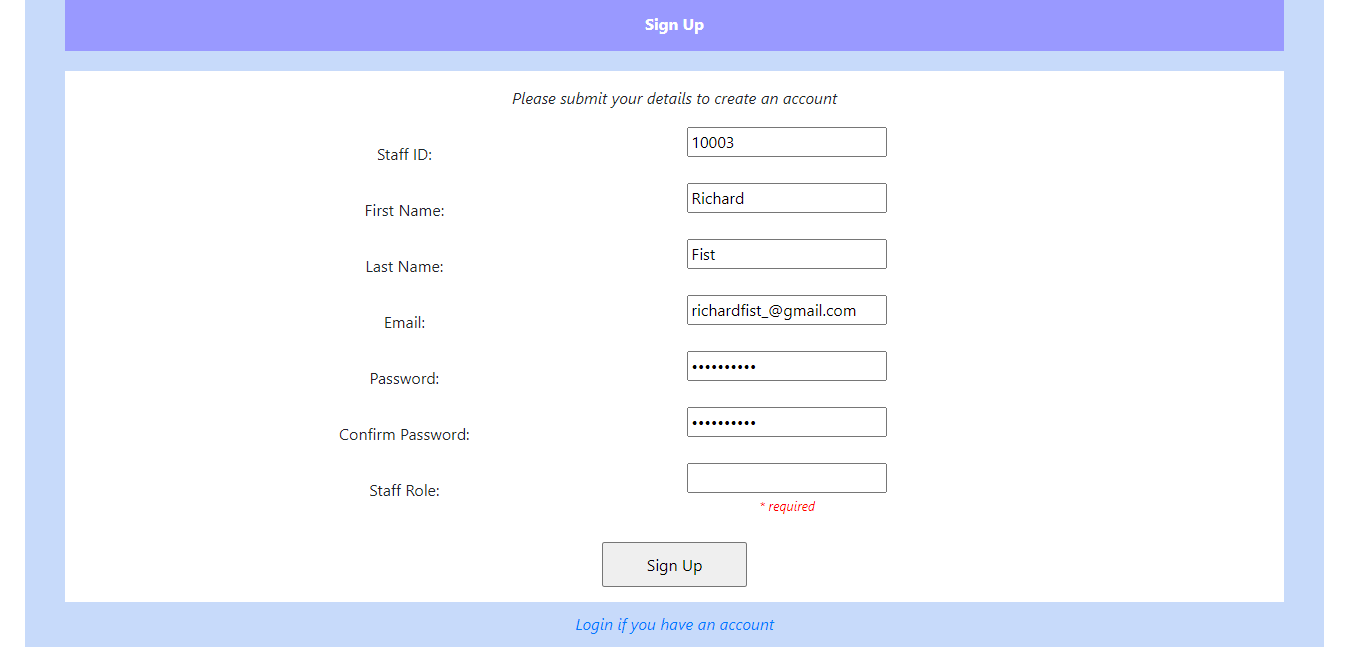 Sign Up
Please submit your details to create an account
Staff ID: 10003
First Name: Richard
Last Name: Fist
Email: richardfist_@gmail.com
Password: ••••••••••
Confirm Password: ••••••••••
Staff Role:
* required
Sign Up
Login if you have an account